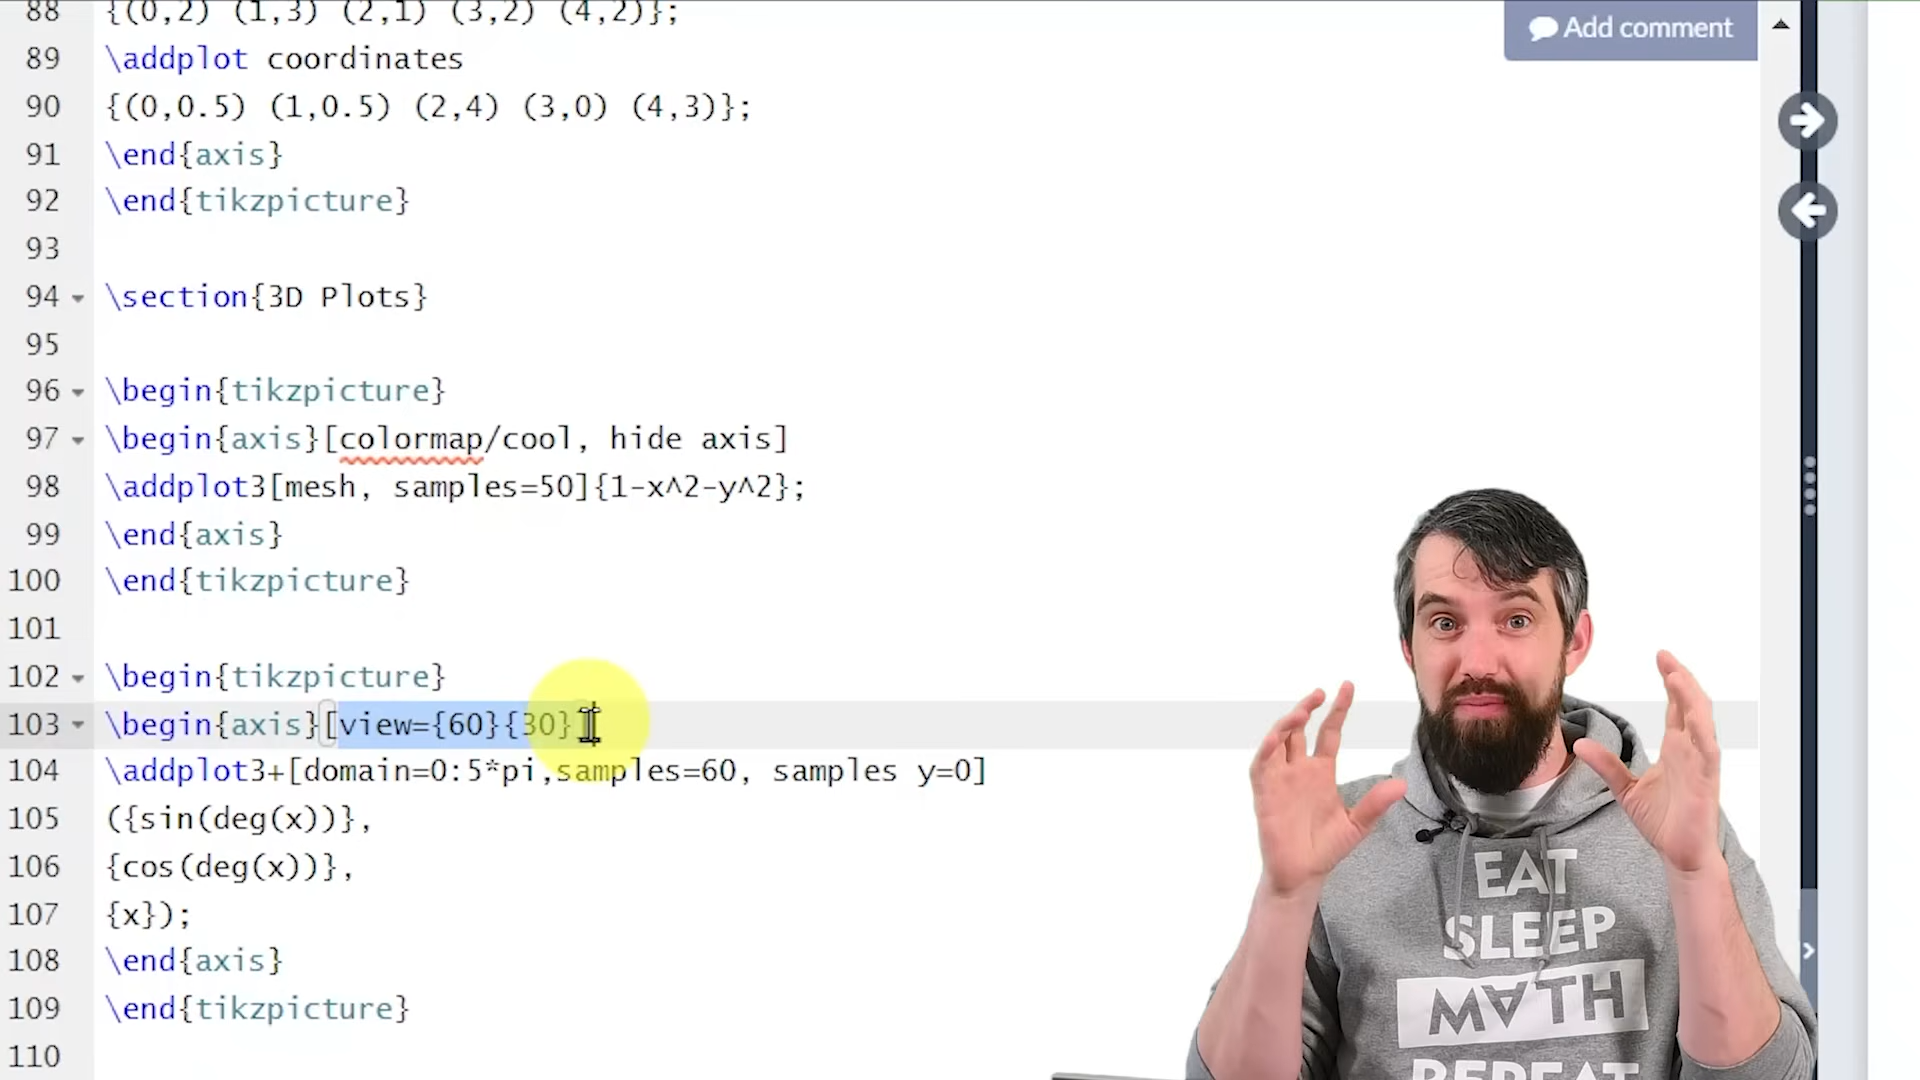 88 {(0,2) (1,3) (2,1) (3,2) (4,2)};
Add comment
89 \addplot coordinates
90 {(0,0.5) (1,0.5) (2,4) (3,0) (4,3)};
91 \end{axis}
92 \end{tikzpicture}
93
94 \section{3D Plots}
95
96 \begin{tikzpicture}
97 \begin{axis}[colormap/cool, hide axis]
98 \addplot3[mesh, samples=50]{1-x^2-y^2};
99 \end{axis}
100 \end{tikzpicture}
101
102 \begin{tikzpicture}
103 \begin{axis}[view={60}{30}]
104 \addplot3+[domain=0:5*pi,samples=60, samples y=0]
105 ({sin(deg(x))},
106 {cos(deg(x))},
107 {x});
108 \end{axis}
109 \end{tikzpicture}
110
EAT
SLEEP
M∀TH
REPEAT